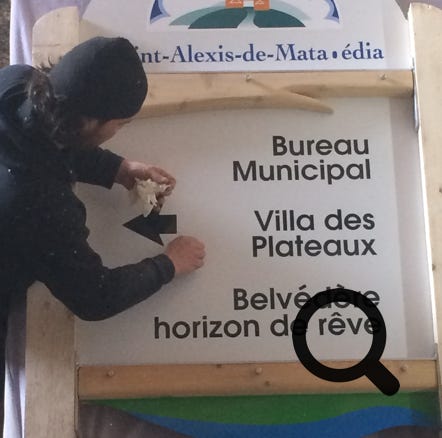 int-Alexis-de-Mata édia
Bureau
Municipal
Villa des
Plateaux
Belvédère
horizon de rêve